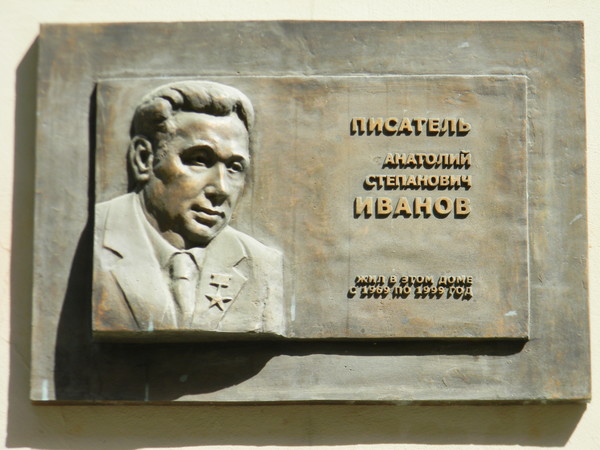 ПИСАТЕЛЬ
АНАТОЛИЙ
СТЕПАНОВИЧ
ИВАНОВ
ЖИЛ В ЭТОМ ДОМЕ
С 1969 ПО 1999 ГОД